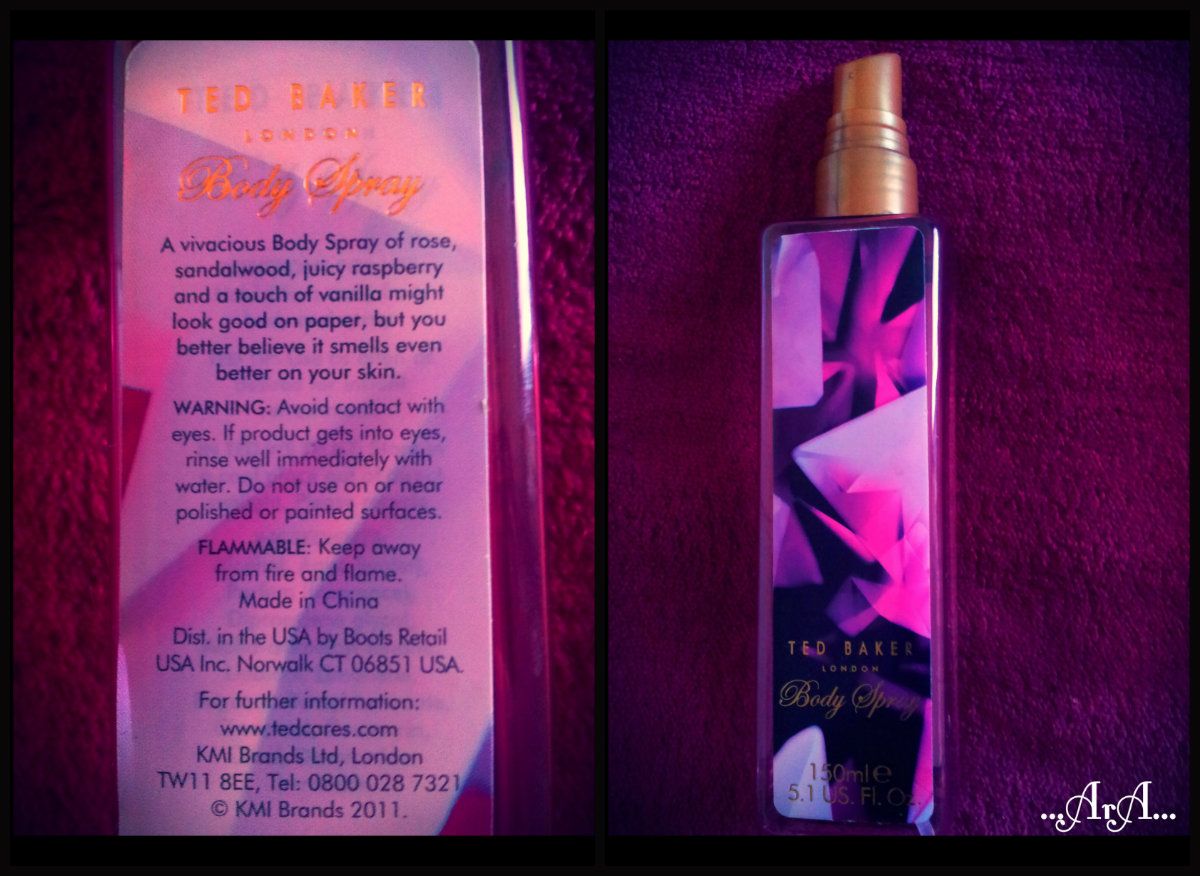 TED BAKER
LONDON
Body Spray
A vivacious Body Spray of rose,
sandalwood, juicy raspberry
and a touch of vanilla might
look good on paper, but you
better believe it smells even
better on your skin.
WARNING: Avoid contact with
eyes. If product gets into eyes,
rinse well immediately with
water. Do not use on or near
polished or painted surfaces.
FLAMMABLE: Keep away
from fire and flame.
Made in China
Dist. in the USA by Boots Retail
USA Inc. Norwalk CT 06851 USA.
For further information:
www.tedcares.com
KMI Brands Ltd, London
TW11 8EE, Tel: 0800 028 7321
© KMI Brands 2011.
TED BAKER
LONDON
Body Spray
150ml e
5.1 US. Fl. Oz.
...ArA...